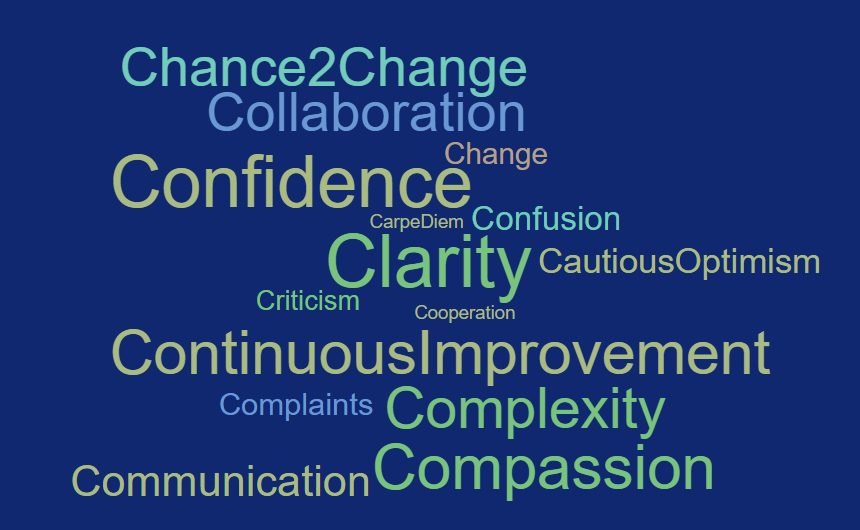 Chance2Change
Collaboration
Change
Confidence
CarpeDiem
Confusion
Clarity
CautiousOptimism
Criticism
Cooperation
ContinuousImprovement
Complaints
Complexity
Compassion
Communication